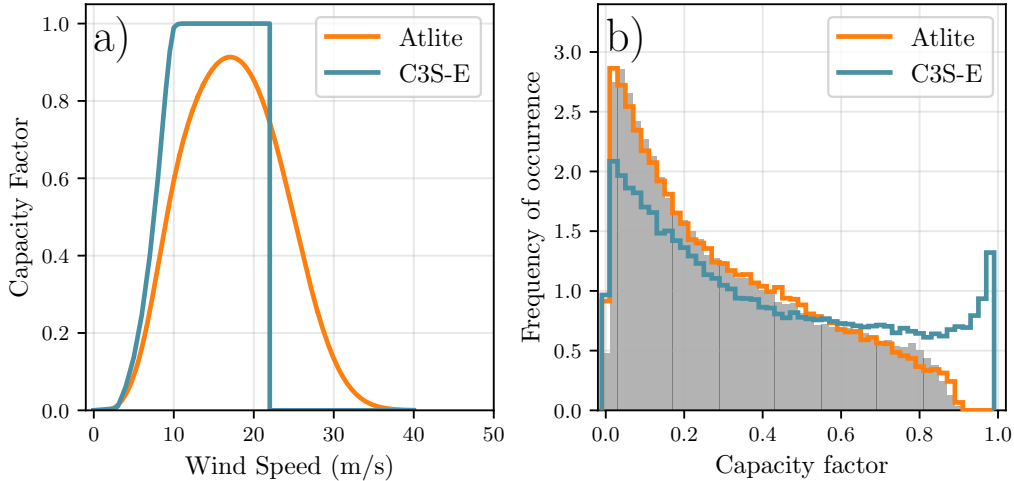 a)
Atlite
C3S-E
Capacity Factor
1.0
0.8
0.6
0.4
0.2
0.0
0 10 20 30 40 50
Wind Speed (m/s)
b)
Atlite
C3S-E
Frequency of occurrence
3.0
2.5
2.0
1.5
1.0
0.5
0.0
0.0 0.2 0.4 0.6 0.8 1.0
Capacity factor